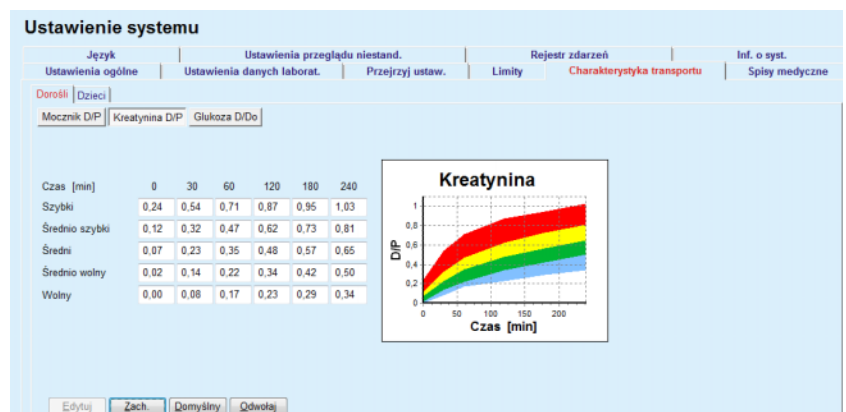 Ustawienie systemu
Język Ustawienia przeglądu niestand. Rejestr zdarzeń Inf. o syst.
Ustawienia ogólne Ustawienia danych laborat. Przejrzyj ustaw. Limity Charakterystyka transportu Spisy medyczne
Dorośli Dzieci
Mocznik D/P Kreatynina D/P Glukoza D/Do
Czas [min] 0 30 60 120 180 240
Szybki 0,24 0,54 0,71 0,87 0,95 1,03
Średnio szybki 0,12 0,32 0,47 0,62 0,73 0,81
Średni 0,07 0,23 0,35 0,48 0,57 0,65
Średnio wolny 0,02 0,14 0,22 0,34 0,42 0,50
Wolny 0,00 0,08 0,17 0,23 0,29 0,34
Kreatynina
D/P
1
0,8
0,6
0,4
0,2
0
0 50 100 150 200
Czas [min]
Edytuj Zach. Domyślny Odwołaj